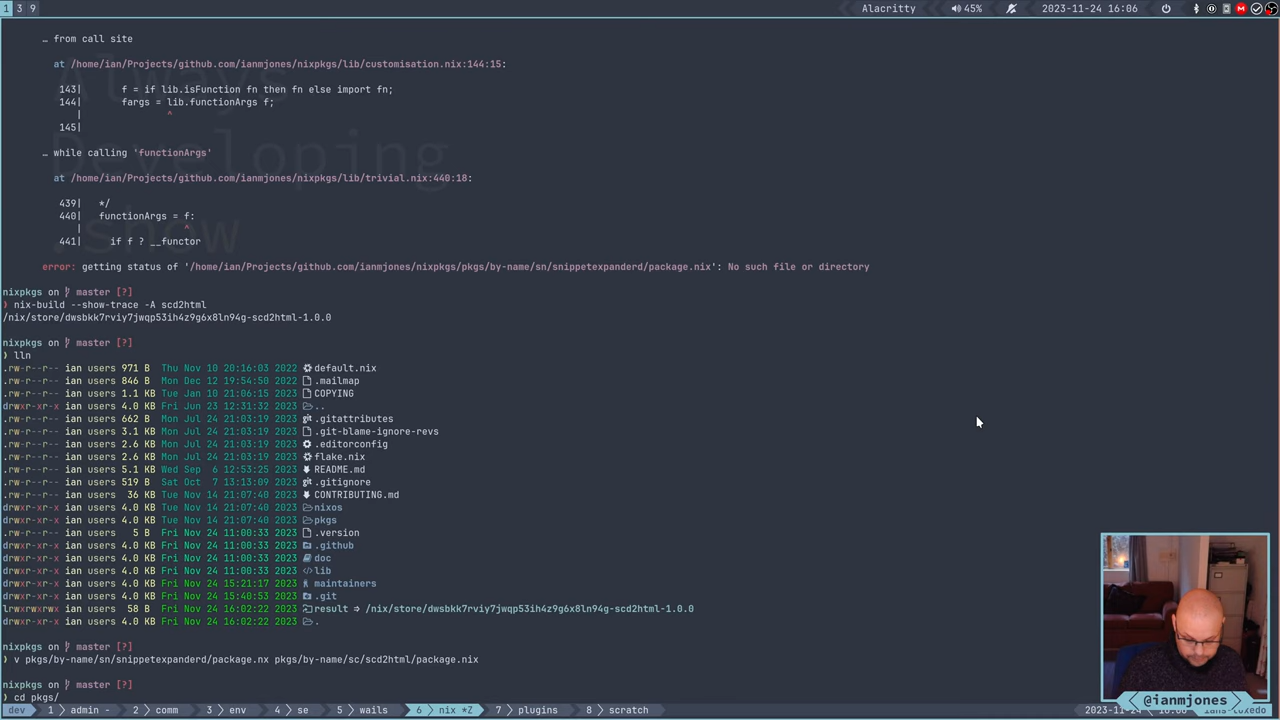 1 3 9
Alacritty 45% 2023-11-24 16:06
… from call site
at /home/ian/Projects/github.com/ianmjones/nixpkgs/lib/customisation.nix:144:15:
143| f = if lib.isFunction fn then fn else import fn;
144| fargs = lib.functionArgs f;
| ^
145|
… while calling 'functionArgs'
at /home/ian/Projects/github.com/ianmjones/nixpkgs/lib/trivial.nix:440:18:
439| */
440| functionArgs = f:
| ^
441| if f ? __functor
Always
Developing
.show
error: getting status of '/home/ian/Projects/github.com/ianmjones/nixpkgs/pkgs/by-name/sn/snippetexpanderd/package.nix': No such file or directory
nixpkgs on master [?]
❯ nix-build --show-trace -A scd2html
/nix/store/dwsbkk7rviy7jwqp53ih4z9g6x8ln94g-scd2html-1.0.0
nixpkgs on master [?]
❯ lln
.rw-r--r-- ian users 971 B Thu Nov 10 20:16:03 2022 default.nix
.rw-r--r-- ian users 846 B Mon Dec 12 19:54:50 2022 .mailmap
.rw-r--r-- ian users 1.1 KB Tue Jan 10 21:06:15 2023 COPYING
drwxr-xr-x ian users 4.0 KB Fri Jun 23 12:31:32 2023 ..
.rw-r--r-- ian users 662 B Mon Jul 24 21:03:19 2023 .gitattributes
.rw-r--r-- ian users 3.1 KB Mon Jul 24 21:03:19 2023 .git-blame-ignore-revs
.rw-r--r-- ian users 2.6 KB Mon Jul 24 21:03:19 2023 .editorconfig
.rw-r--r-- ian users 2.6 KB Mon Jul 24 21:03:19 2023 flake.nix
.rw-r--r-- ian users 5.1 KB Wed Sep 6 12:53:25 2023 README.md
.rw-r--r-- ian users 519 B Sat Oct 7 13:13:09 2023 .gitignore
.rw-r--r-- ian users 36 KB Tue Nov 14 21:07:40 2023 CONTRIBUTING.md
drwxr-xr-x ian users 4.0 KB Tue Nov 14 21:07:40 2023 nixos
drwxr-xr-x ian users 4.0 KB Tue Nov 14 21:07:40 2023 pkgs
.rw-r--r-- ian users 5 B Fri Nov 24 11:00:33 2023 .version
drwxr-xr-x ian users 4.0 KB Fri Nov 24 11:00:33 2023 .github
drwxr-xr-x ian users 4.0 KB Fri Nov 24 11:00:33 2023 doc
drwxr-xr-x ian users 4.0 KB Fri Nov 24 11:00:33 2023 lib
drwxr-xr-x ian users 4.0 KB Fri Nov 24 15:21:17 2023 maintainers
drwxr-xr-x ian users 4.0 KB Fri Nov 24 15:40:53 2023 .git
lrwxrwxrwx ian users 58 B Fri Nov 24 16:02:22 2023 result ⇒ /nix/store/dwsbkk7rviy7jwqp53ih4z9g6x8ln94g-scd2html-1.0.0
drwxr-xr-x ian users 4.0 KB Fri Nov 24 16:02:22 2023 .
nixpkgs on master [?]
❯ v pkgs/by-name/sn/snippetexpanderd/package.nx pkgs/by-name/sc/scd2html/package.nix
nixpkgs on master [?]
❯ cd pkgs/
@ianmjones
dev 1 admin - 2 comm 3 env 4 se 5 wails 6 nix *Z 7 plugins 8 scratch 2023-11-24